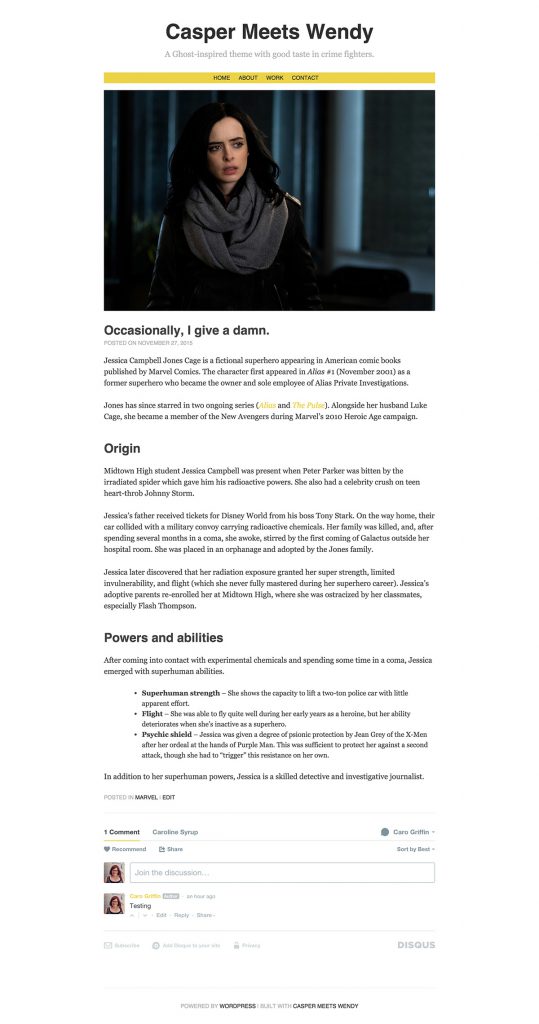 Casper Meets Wendy
A Ghost-inspired theme with good taste in crime fighters.
HOME ABOUT WORK CONTACT
Occasionally, I give a damn.
POSTED ON NOVEMBER 27, 2015
Jessica Campbell Jones Cage is a fictional superhero appearing in American comic books
published by Marvel Comics. The character first appeared in Alias #1 (November 2001) as a
former superhero who became the owner and sole employee of Alias Private Investigations.
Jones has since starred in two ongoing series (Alias and The Pulse). Alongside her husband Luke
Cage, she became a member of the New Avengers during Marvel's 2010 Heroic Age campaign.
Origin
Midtown High student Jessica Campbell was present when Peter Parker was bitten by the
irradiated spider which gave him his radioactive powers. She also had a celebrity crush on teen
heart-throb Johnny Storm.
Jessica's father received tickets for Disney World from his boss Tony Stark. On the way home, their
car collided with a military convoy carrying radioactive chemicals. Her family was killed, and, after
spending several months in a coma, she awoke, stirred by the first coming of Galactus outside her
hospital room. She was placed in an orphanage and adopted by the Jones family.
Jessica later discovered that her radiation exposure granted her super strength, limited
invulnerability, and flight (which she never fully mastered during her superhero career). Jessica's
adoptive parents re-enrolled her at Midtown High, where she was ostracized by her classmates,
especially Flash Thompson.
Powers and abilities
After coming into contact with experimental chemicals and spending some time in a coma, Jessica
emerged with superhuman abilities.
• Superhuman strength – She shows the capacity to lift a two-ton police car with little
apparent effort.
• Flight – She was able to fly quite well during her early years as a heroine, but her ability
deteriorates when she's inactive as a superhero.
• Psychic shield – Jessica was given a degree of psionic protection by Jean Grey of the X-Men
after her ordeal at the hands of Purple Man. This was sufficient to protect her against a second
attack, though she had to "trigger" this resistance on her own.
In addition to her superhuman powers, Jessica is a skilled detective and investigative journalist.
POSTED IN MARVEL | EDIT
1 Comment Caroline Syrup Caro Griffin
Recommend Share Sort by Best
Join the discussion...
Caro Griffin Author · an hour ago
Testing
Edit · Reply · Share ›
Subscribe Add Disqus to your site Privacy DISQUS
POWERED BY WORDPRESS | BUILT WITH CASPER MEETS WENDY